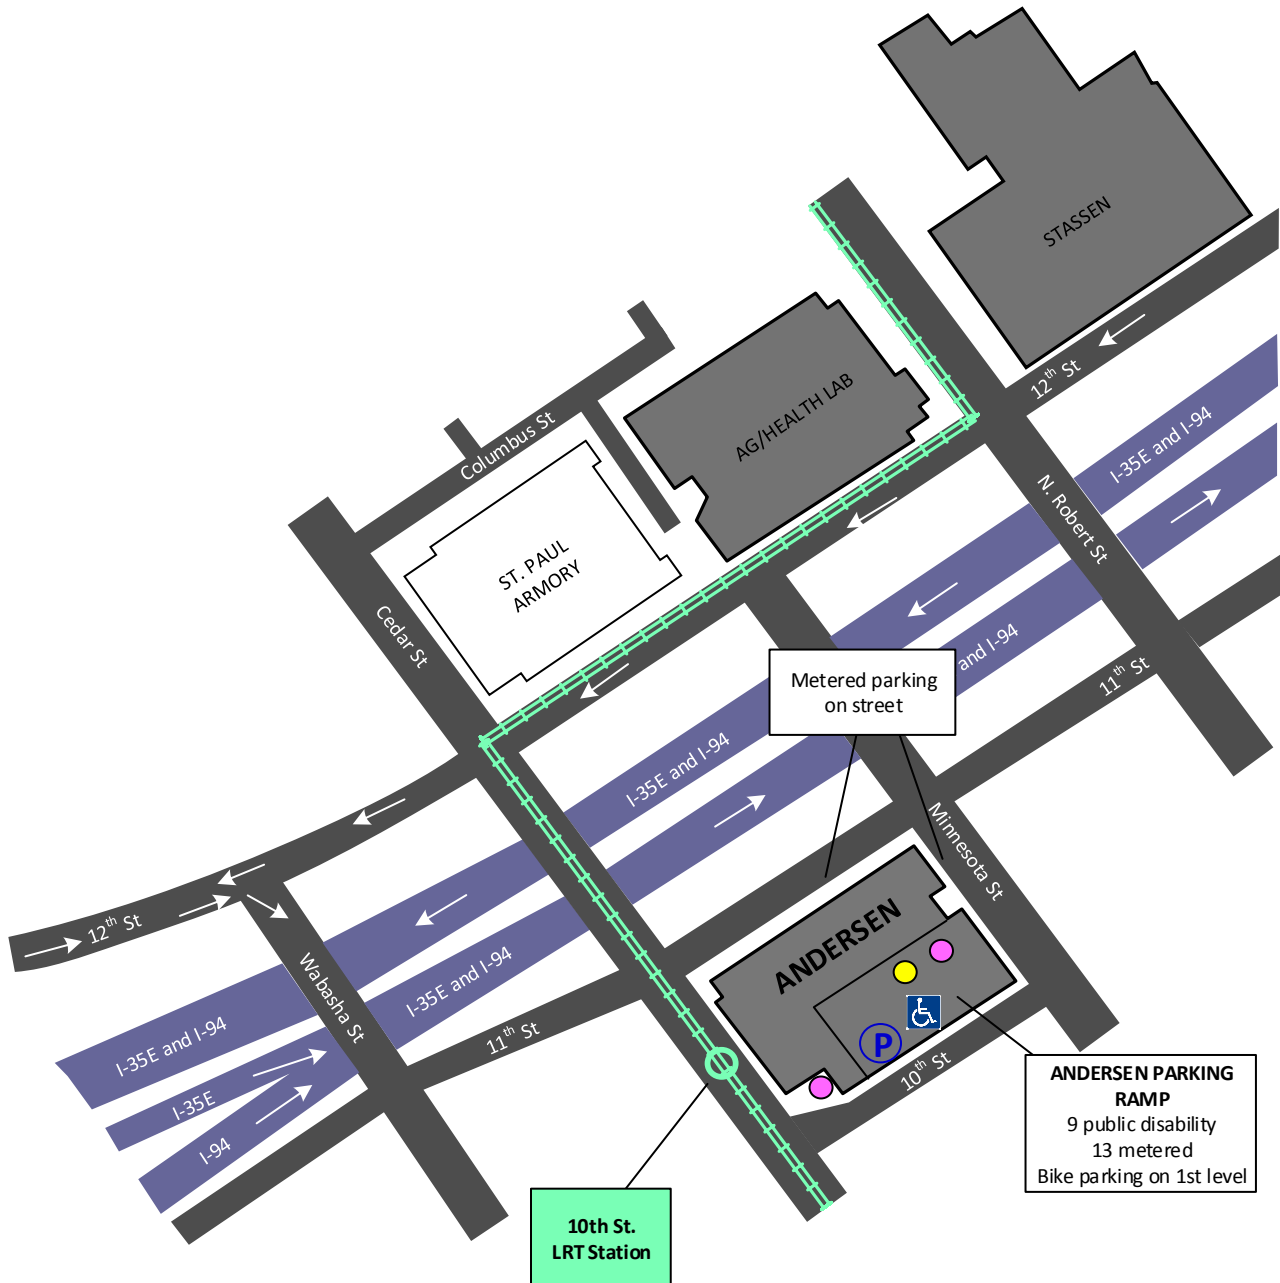 STASSEN
12th St
AG/HEALTH LAB
I-35E and I-94
Columbus St
N. Robert St
ST. PAUL
ARMORY
Cedar St
and I-94
11th St
Metered parking
on street
I-35E and I-94
Minnesota St
ANDERSEN
12th St
Wabasha St
I-35E and I-94
11th St
I-35E and I-94
P
10th St
I-35E
I-94
ANDERSEN PARKING
RAMP
9 public disability
13 metered
Bike parking on 1st level
10th St.
LRT Station